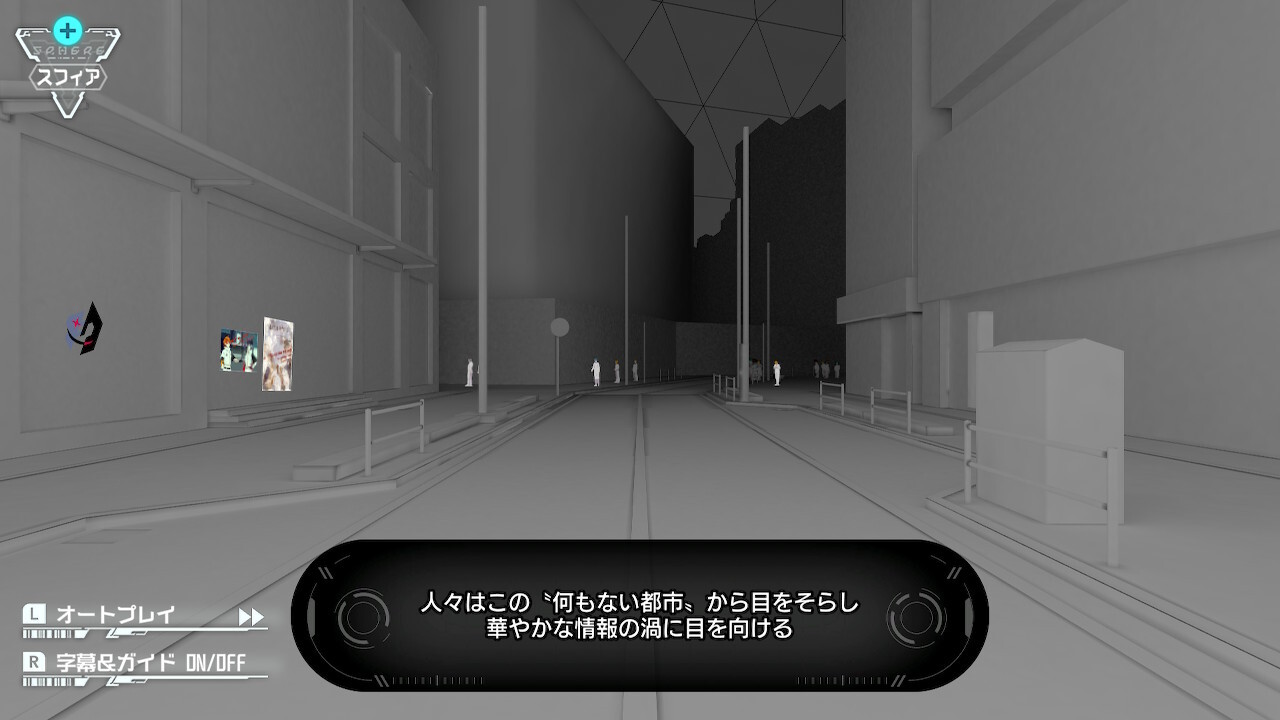 SPHERE
スフィア
人々はこの〝何もない都市〟から目をそらし
華やかな情報の渦に目を向ける
L オートプレイ
R 字幕&ガイド ON/OFF